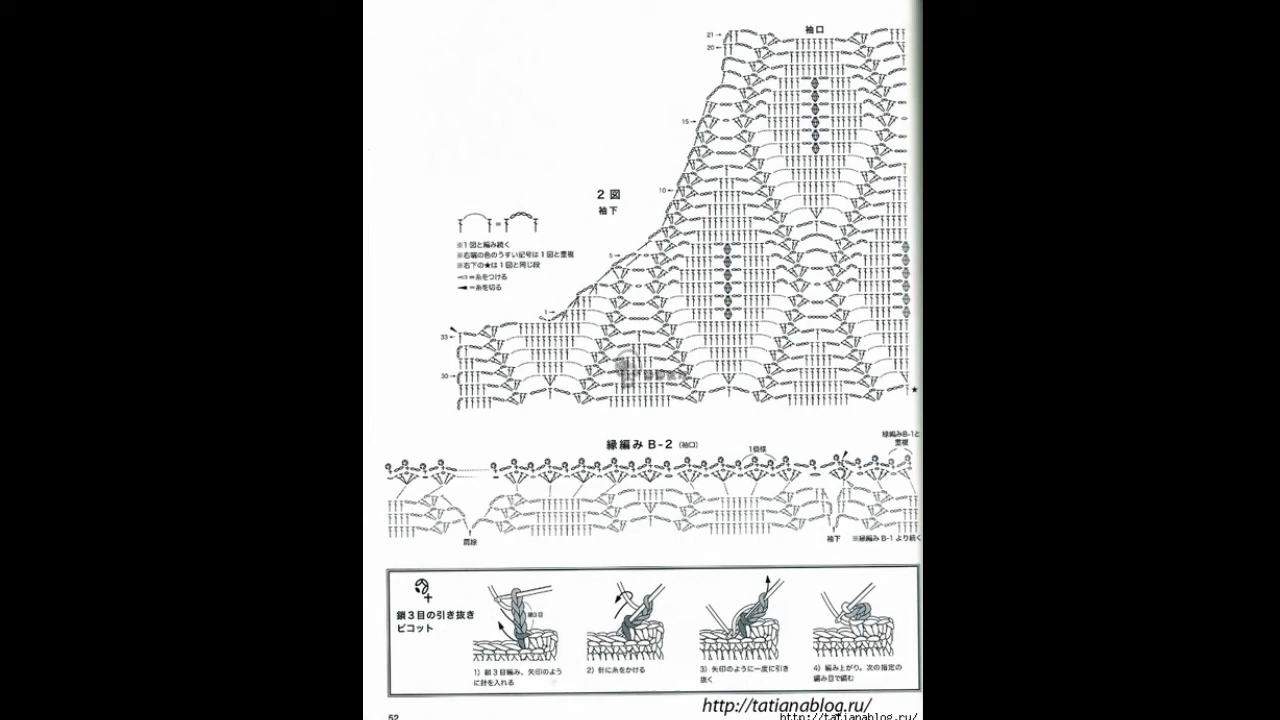 袖口
21→
20→
15→
２図
袖下
10→
=
※１図と編み続く
※右端の色のうすい記号は１図と重複
※右下の★は１図と同じ段
=糸をつける
=糸を切る
5→
1→
33→
30→
★
縁編み B-2 (袖口)
1模様
縁編みB-1と
重複
肩線
袖下
※縁編み B-1 より続く
鎖３目の引き抜き
ピコット
鎖3目
1) 鎖３目編み、矢印のよう
に針を入れる
2) 針に糸をかける
3) 矢印のように一度に引き
抜く
4) 編み上がり。次の指定の
編み目で編む
http://tatianablog.ru/
http://tatianablog.ru/
52